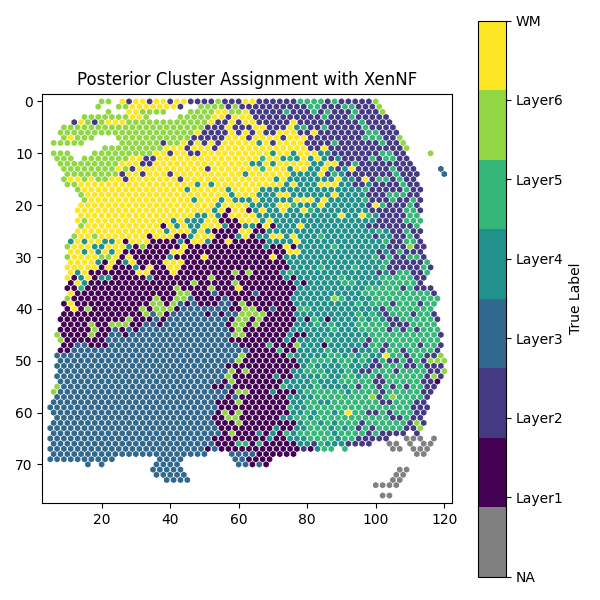 Posterior Cluster Assignment with XenNF
0
10
20
30
40
50
60
70
20
40
60
80
100
120
WM
Layer6
Layer5
Layer4
Layer3
Layer2
Layer1
NA
True Label